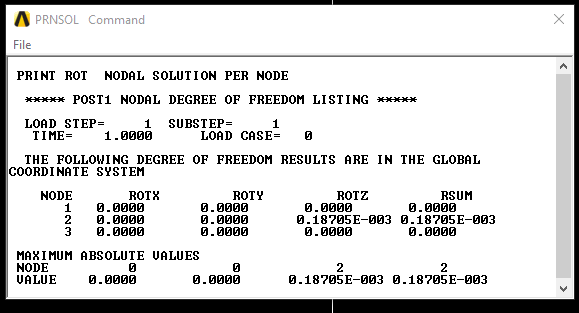 PRNSOL Command
File
PRINT ROT NODAL SOLUTION PER NODE
***** POST1 NODAL DEGREE OF FREEDOM LISTING *****
LOAD STEP= 1 SUBSTEP= 1
TIME= 1.0000 LOAD CASE= 0
THE FOLLOWING DEGREE OF FREEDOM RESULTS ARE IN THE GLOBAL
COORDINATE SYSTEM
NODE ROTX ROTY ROTZ RSUM
1 0.0000 0.0000 0.0000 0.0000
2 0.0000 0.0000 0.18705E-003 0.18705E-003
3 0.0000 0.0000 0.0000 0.0000
MAXIMUM ABSOLUTE VALUES
NODE 0 0 2 2
VALUE 0.0000 0.0000 0.18705E-003 0.18705E-003